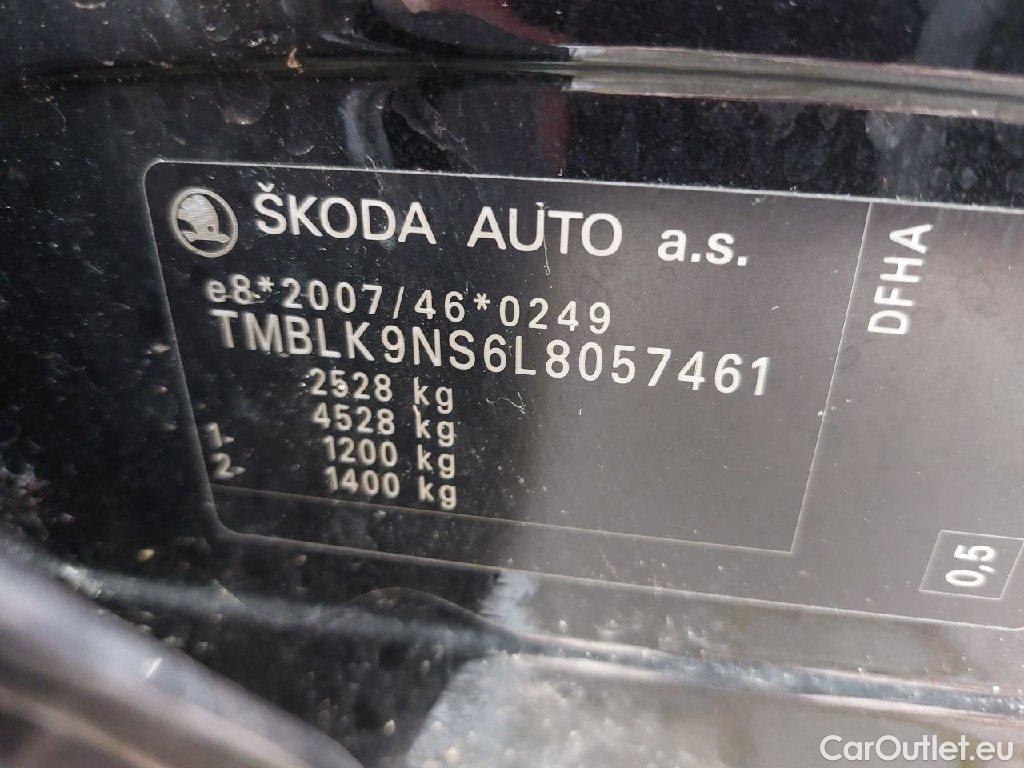 ŠKODA AUTO a.s.
e8*2007/46*0249
TMBLK9NS6L8057461
2528 kg
4528 kg
1- 1200 kg
2- 1400 kg
DFHA
0,5
CarOutlet.eu